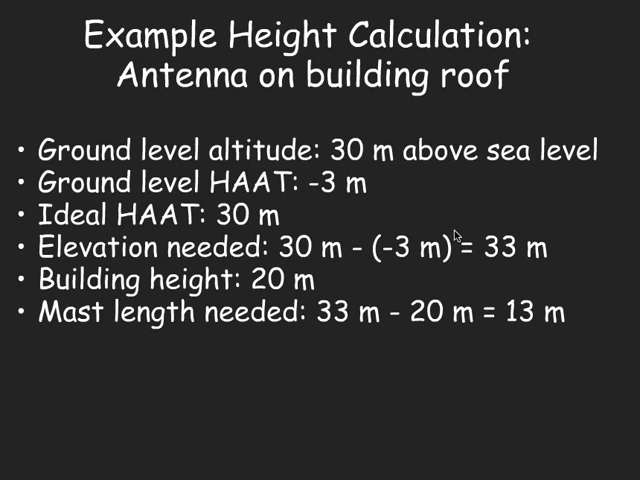 Example Height Calculation:
Antenna on building roof
• Ground level altitude: 30 m above sea level
• Ground level HAAT: -3 m
• Ideal HAAT: 30 m
• Elevation needed: 30 m - (-3 m) = 33 m
• Building height: 20 m
• Mast length needed: 33 m - 20 m = 13 m